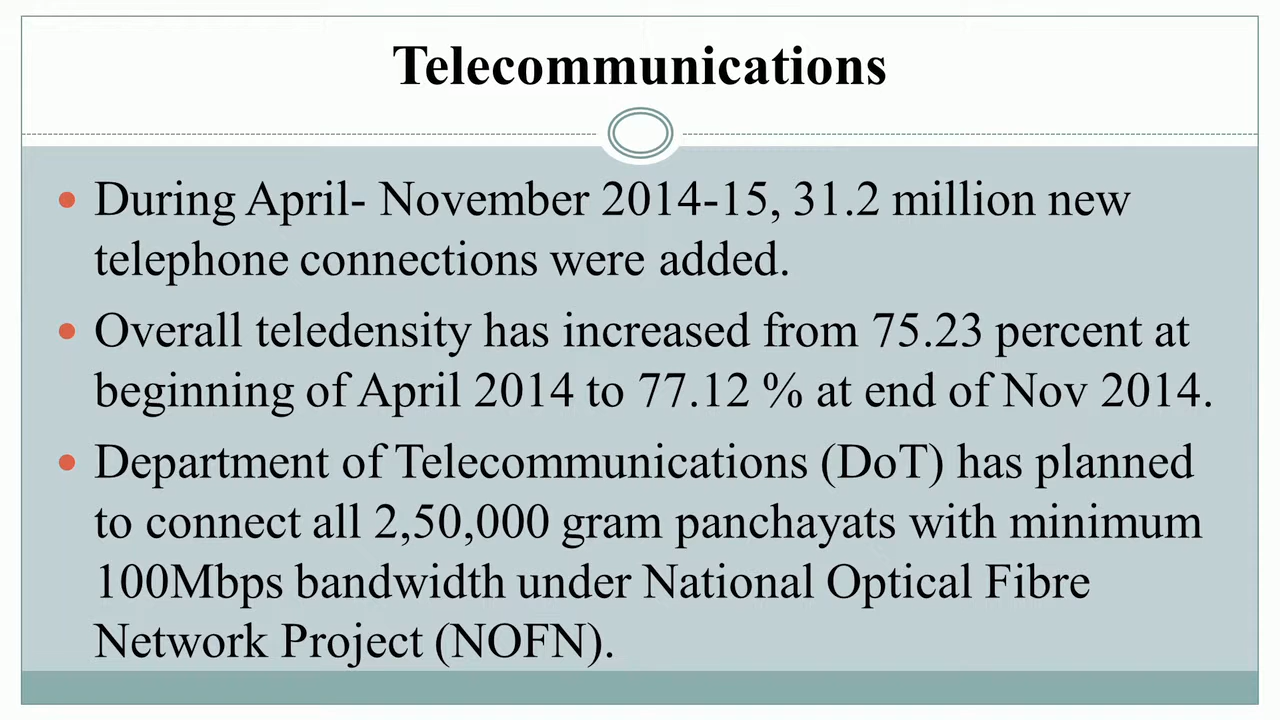 Telecommunications
During April- November 2014-15, 31.2 million new
telephone connections were added.
Overall teledensity has increased from 75.23 percent at
beginning of April 2014 to 77.12 % at end of Nov 2014.
Department of Telecommunications (DoT) has planned
to connect all 2,50,000 gram panchayats with minimum
100Mbps bandwidth under National Optical Fibre
Network Project (NOFN).